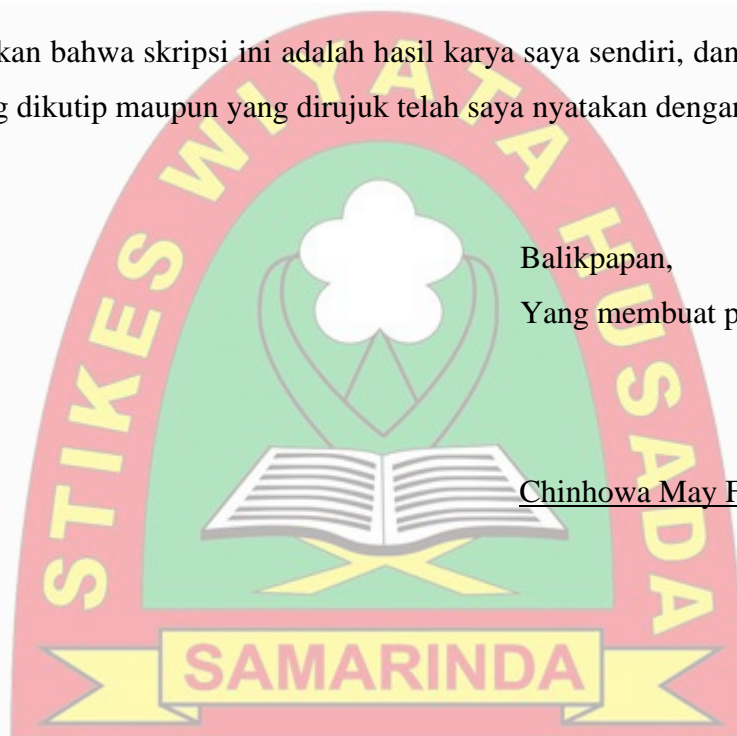 kan bahwa skripsi ini adalah hasil karya saya sendiri, dan
g dikutip maupun yang dirujuk telah saya nyatakan dengan
Balikpapan,
Yang membuat p
Chinhowa May F
STIKES WIYATA HUSADA
SAMARINDA